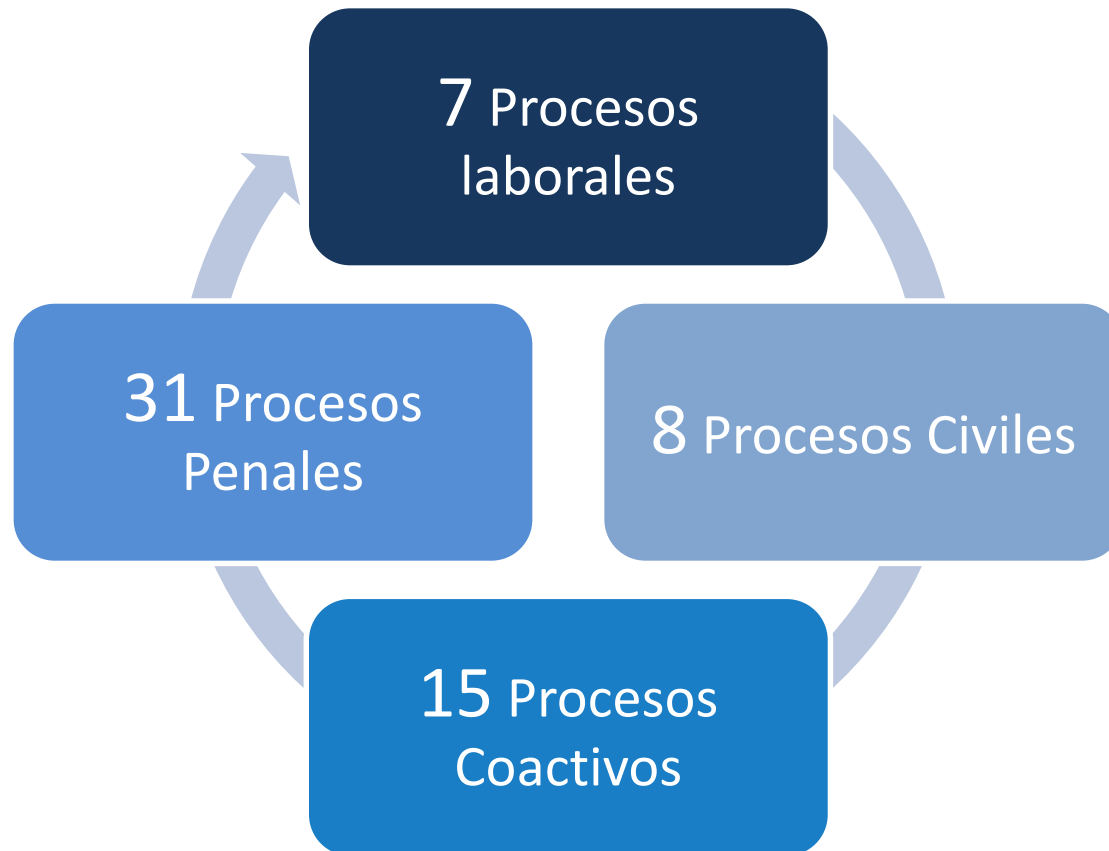 7 Procesos
laborales
31 Procesos
Penales
8 Procesos Civiles
15 Procesos
Coactivos